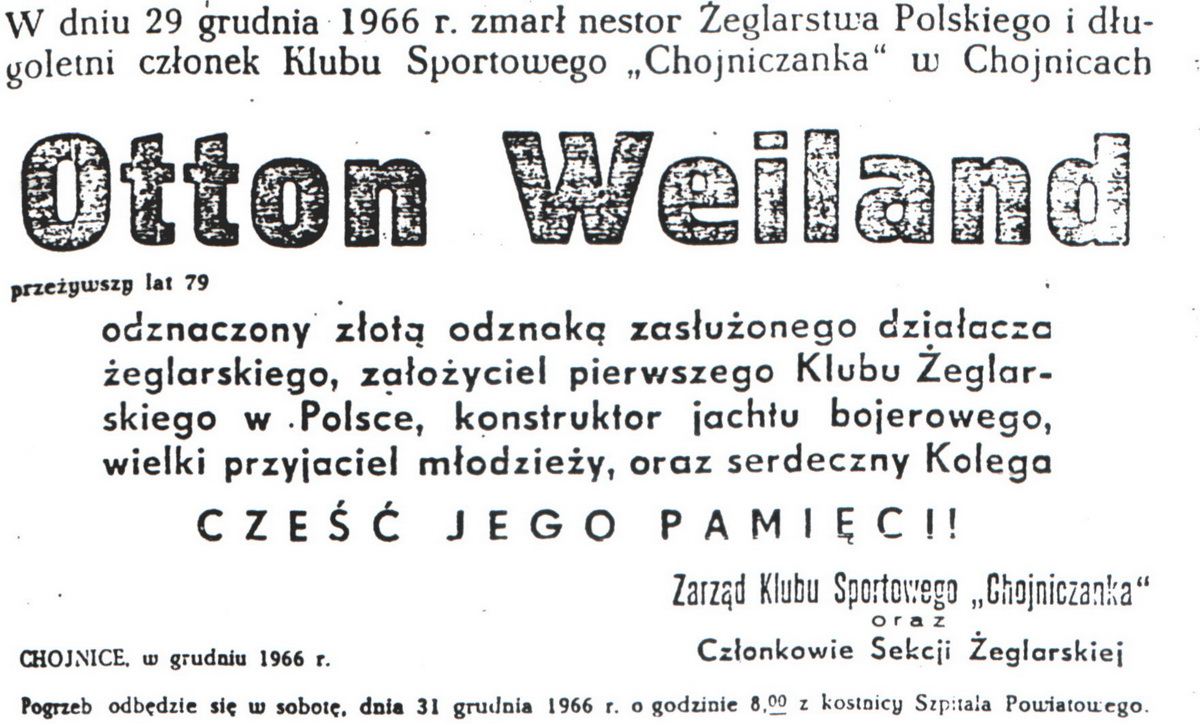 W dniu 29 grudnia 1966 r. zmarł nestor Żeglarstwa Polskiego i dłu-
goletni członek Klubu Sportowego „Chojniczanka“ w Chojnicach
Otton Weiland
przeżywszy lat 79
odznaczony złotą odznaką zasłużonego działacza
żeglarskiego, założyciel pierwszego Klubu Żeglar-
skiego w Polsce, konstruktor jachtu bojerowego,
wielki przyjaciel młodzieży, oraz serdeczny Kolega
CZEŚĆ JEGO PAMIĘCI!
Zarząd Klubu Sportowego „Chojniczanka“
oraz
Członkowie Sekcji Żeglarskiej
CHOJNICE, w grudniu 1966 r.
Pogrzeb odbędzie się w sobotę, dnia 31 grudnia 1966 r. o godzinie 8,00 z kostnicy Szpitala Powiatowego.